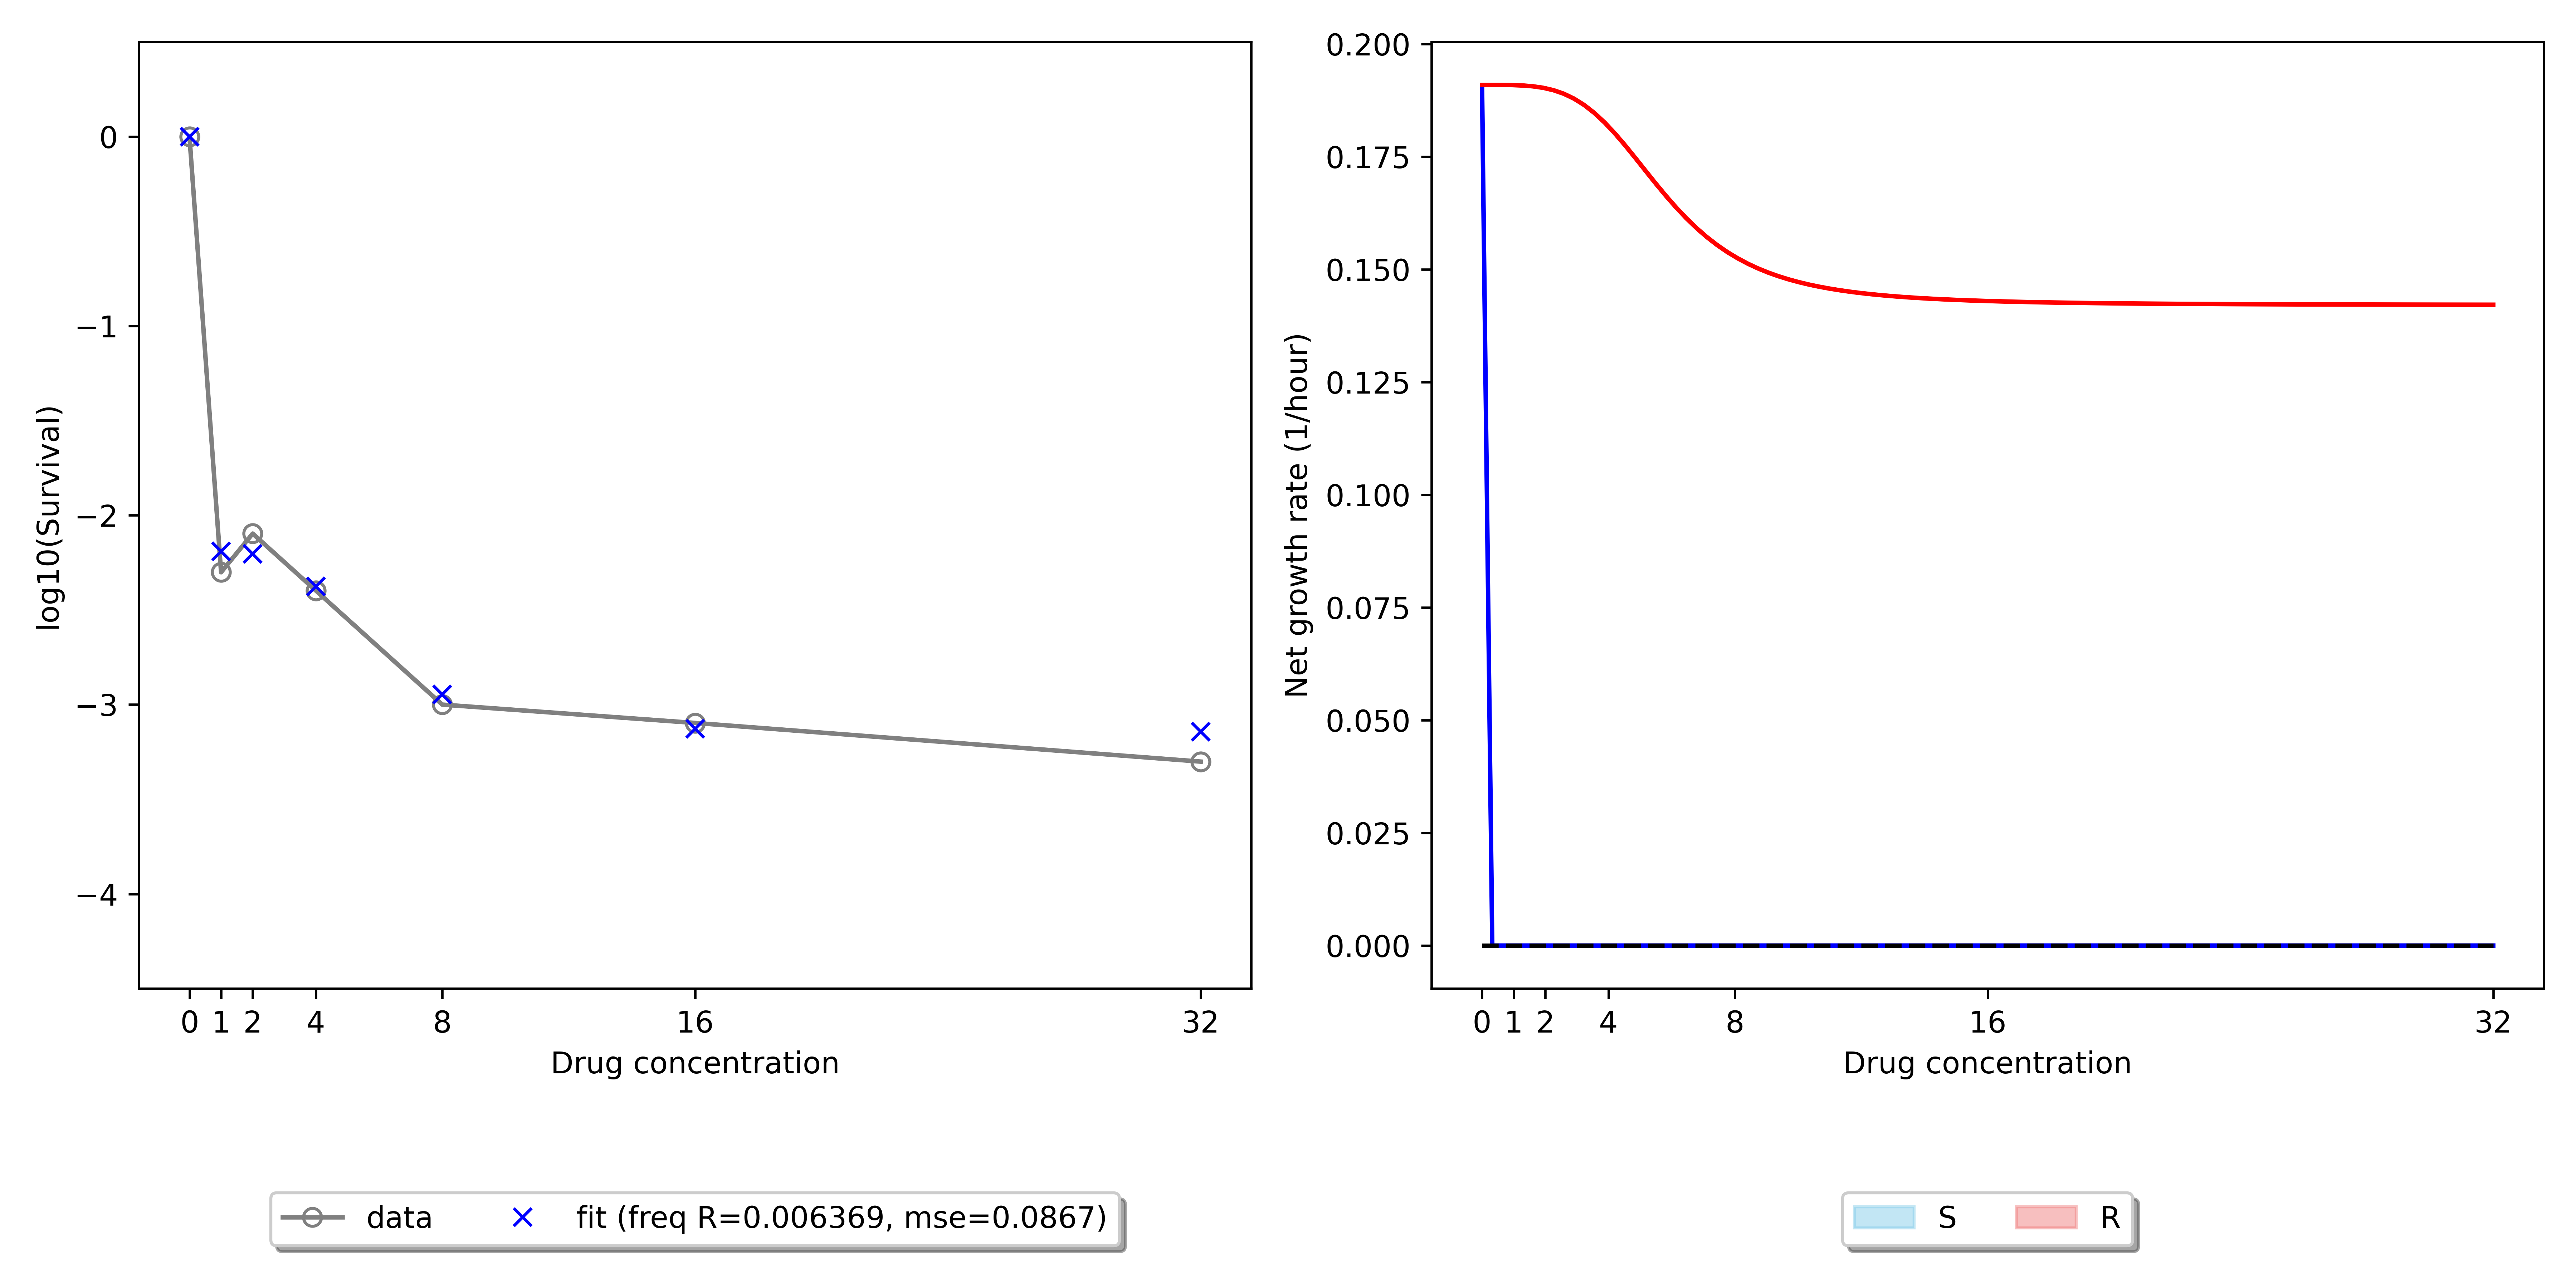 0
−1
−2
−3
−4
log10(Survival)
0 1 2 4 8 16 32
Drug concentration
data fit (freq R=0.006369, mse=0.0867)
0.200
0.175
0.150
0.125
0.100
0.075
0.050
0.025
0.000
Net growth rate (1/hour)
0 1 2 4 8 16 32
Drug concentration
S R